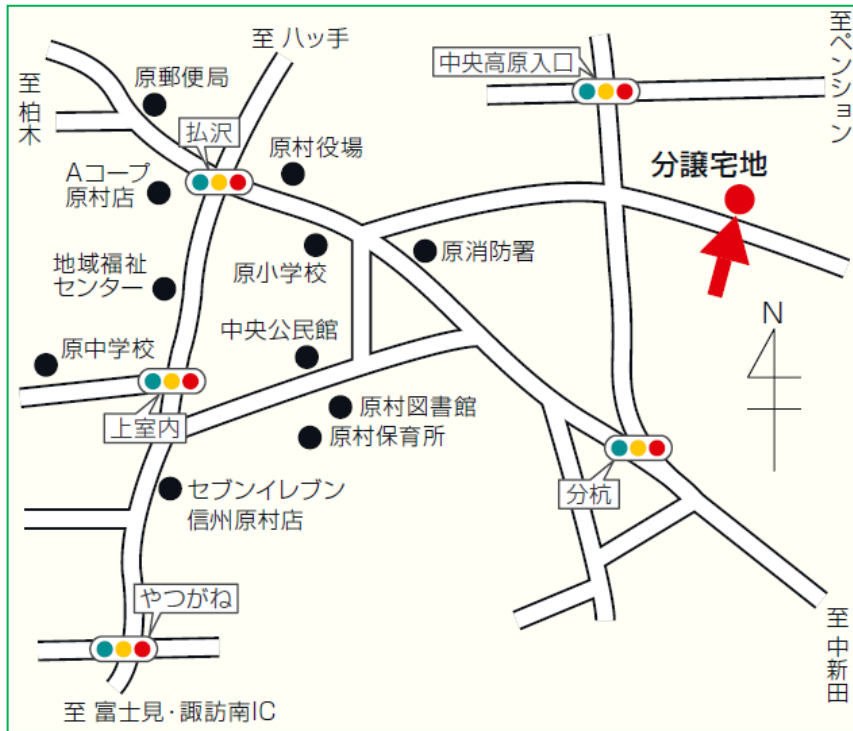 至 八ッ手
至ペンション
中央高原入口
原郵便局
至柏木
払沢
原村役場
Aコープ
原村店
分譲宅地
原小学校
原消防署
地域福祉
センター
中央公民館
N
原中学校
原村図書館
上室内
原村保育所
セブンイレブン
信州原村店
分杭
やつがね
至中新田
至 富士見・諏訪南IC